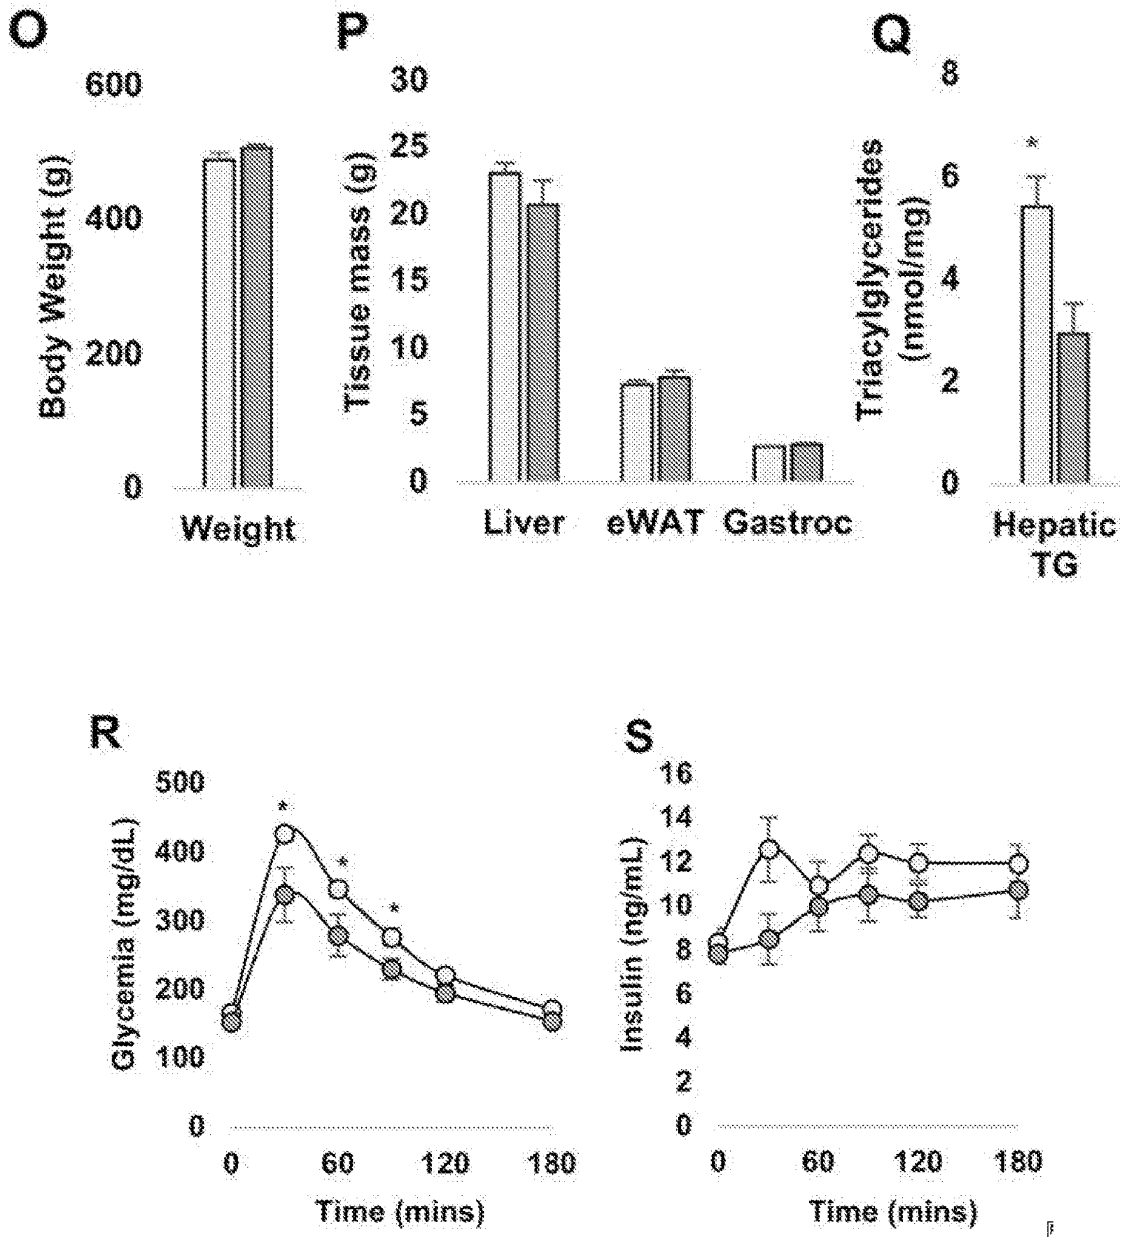 O
600
400
200
0
Body Weight (g)
Weight
P
30
25
20
15
10
5
0
Tissue mass (g)
Liver eWAT Gastroc
Q
8
6
4
2
0
Triacylglycerides
(nmol/mg)
*
Hepatic
TG
R
500
400
300
200
100
0
Glycemia (mg/dL)
*
*
*
0 60 120 180
Time (mins)
S
16
14
12
10
8
6
4
2
0
Insulin (ng/mL)
0 60 120 180
Time (mins)